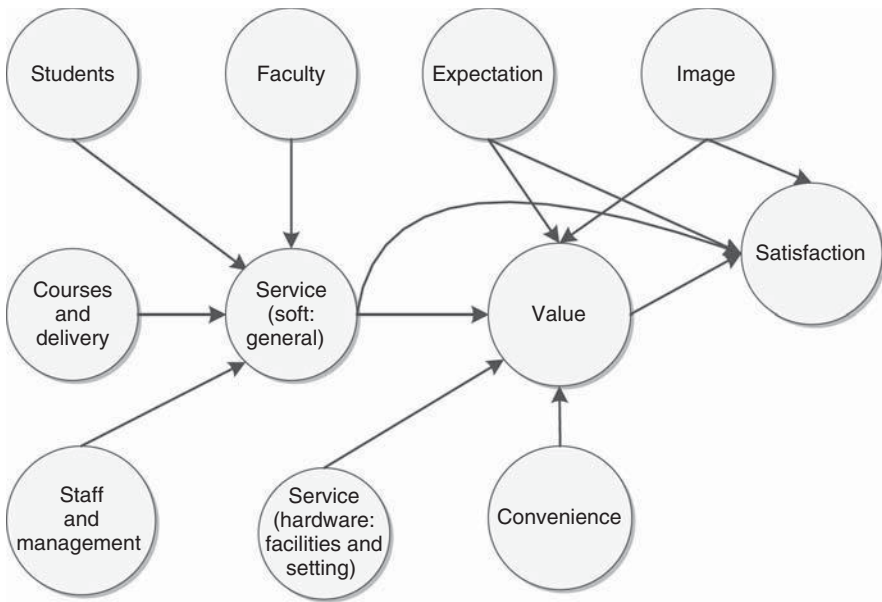 Students
Faculty
Expectation
Image
Satisfaction
Courses
and
delivery
Service
(soft:
general)
Value
Staff
and
management
Service
(hardware:
facilities and
setting)
Convenience